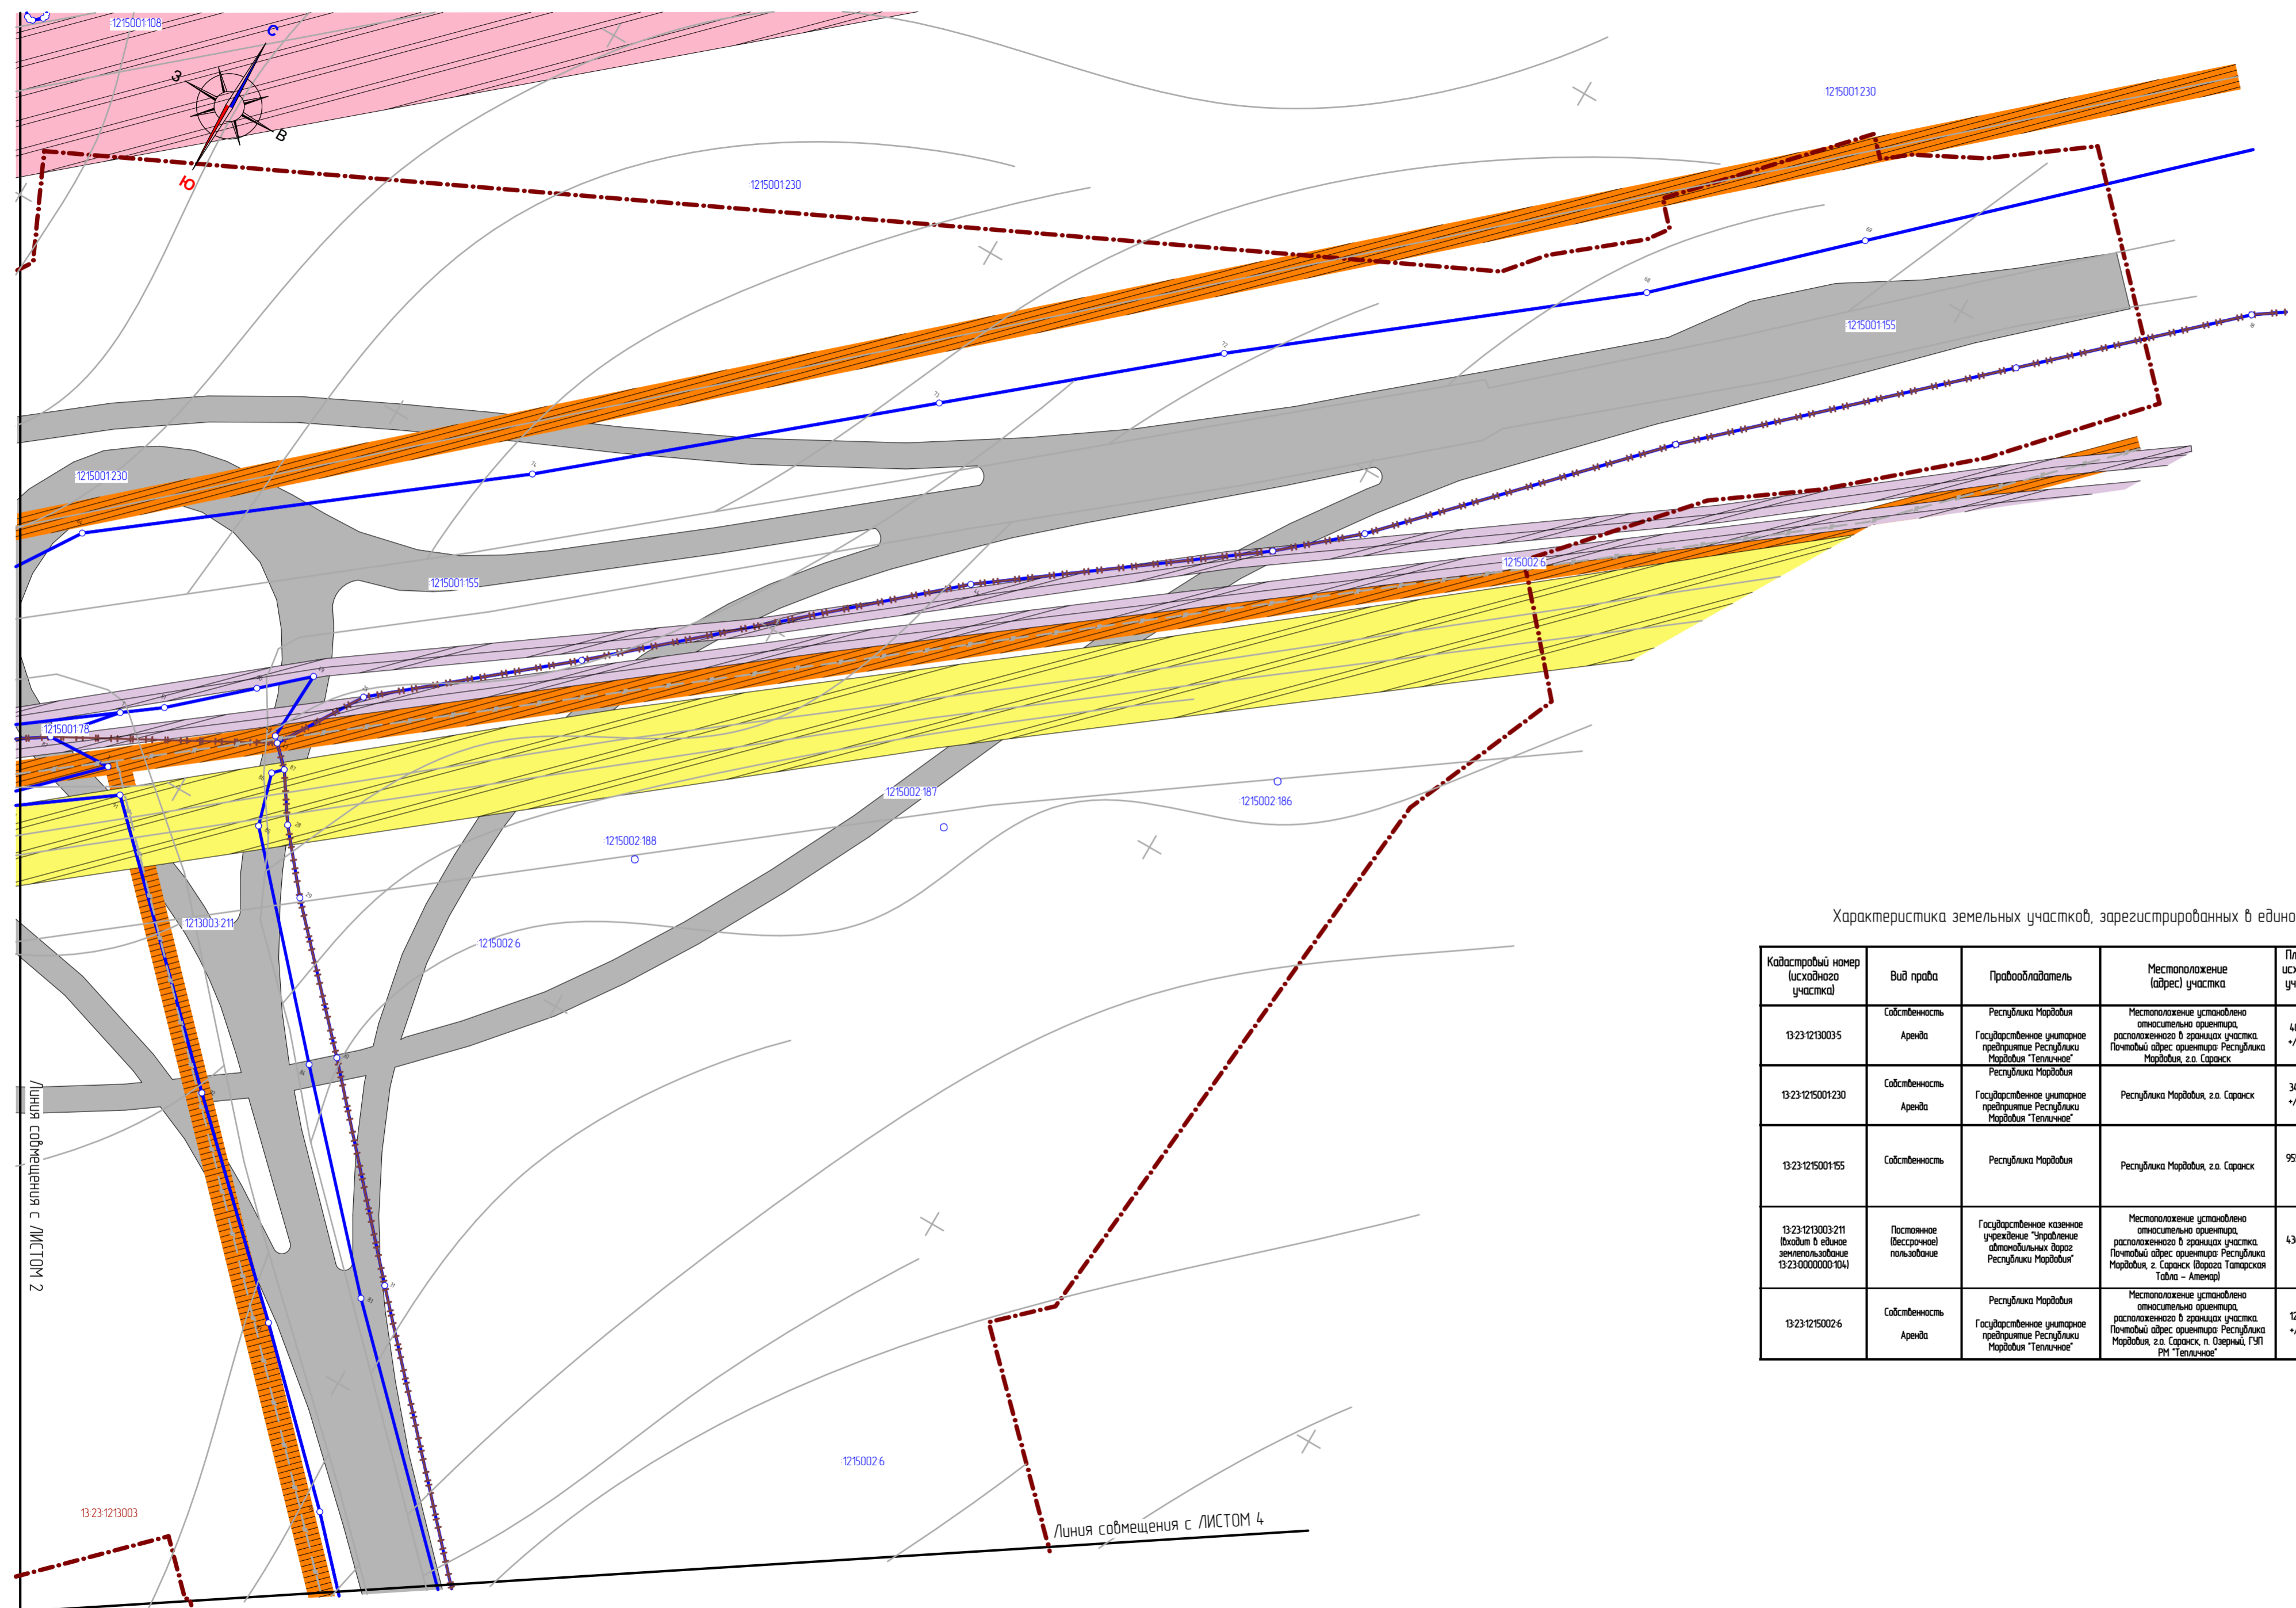 1215001:108
С
З
В
Ю
1215001:230
1215001:230
1215001:230
1215001:155
1215001:155
1215002:6
1215001:78
1215002:187
1215002:186
1215002:188
1213003:211
1215002:6
1215002:6
13:23:1213003
Линия совмещения с ЛИСТОМ 2
Линия совмещения с ЛИСТОМ 4
Характеристика земельных участков, зарегистрированных в
Кадастровый номер
(исходного
участка)
Вид права
Правообладатель
Местоположение
(адрес) участка
13:23:1213003:5
Собственность
Аренда
Республика Мордовия
Государственное унитарное
предприятие Республики
Мордовия "Тепличное"
Местоположение установлено
относительно ориентира,
расположенного в границах участка.
Почтовый адрес ориентира: Республика
Мордовия, г.о. Саранск
13:23:1215001:230
Собственность
Аренда
Республика Мордовия
Государственное унитарное
предприятие Республики
Мордовия "Тепличное"
Республика Мордовия, г.о. Саранск
13:23:1215001:155
Собственность
Республика Мордовия
Республика Мордовия, г.о. Саранск
13:23:1213003:211
(входит в единое
землепользование
13:23:0000000:104)
Постоянное
(бессрочное)
пользование
Государственное казенное
учреждение "Управление
автомобильных дорог
Республики Мордовия"
Местоположение установлено
относительно ориентира,
расположенного в границах участка.
Почтовый адрес ориентира: Республика
Мордовия, г. Саранск (дорога Татарская
Тавла - Атемар)
13:23:1215002:6
Собственность
Аренда
Республика Мордовия
Государственное унитарное
предприятие Республики
Мордовия "Тепличное"
Местоположение установлено
относительно ориентира,
расположенного в границах участка.
Почтовый адрес ориентира: Республика
Мордовия, г.о. Саранск, п. Озерный, ГУП
РМ "Тепличное"